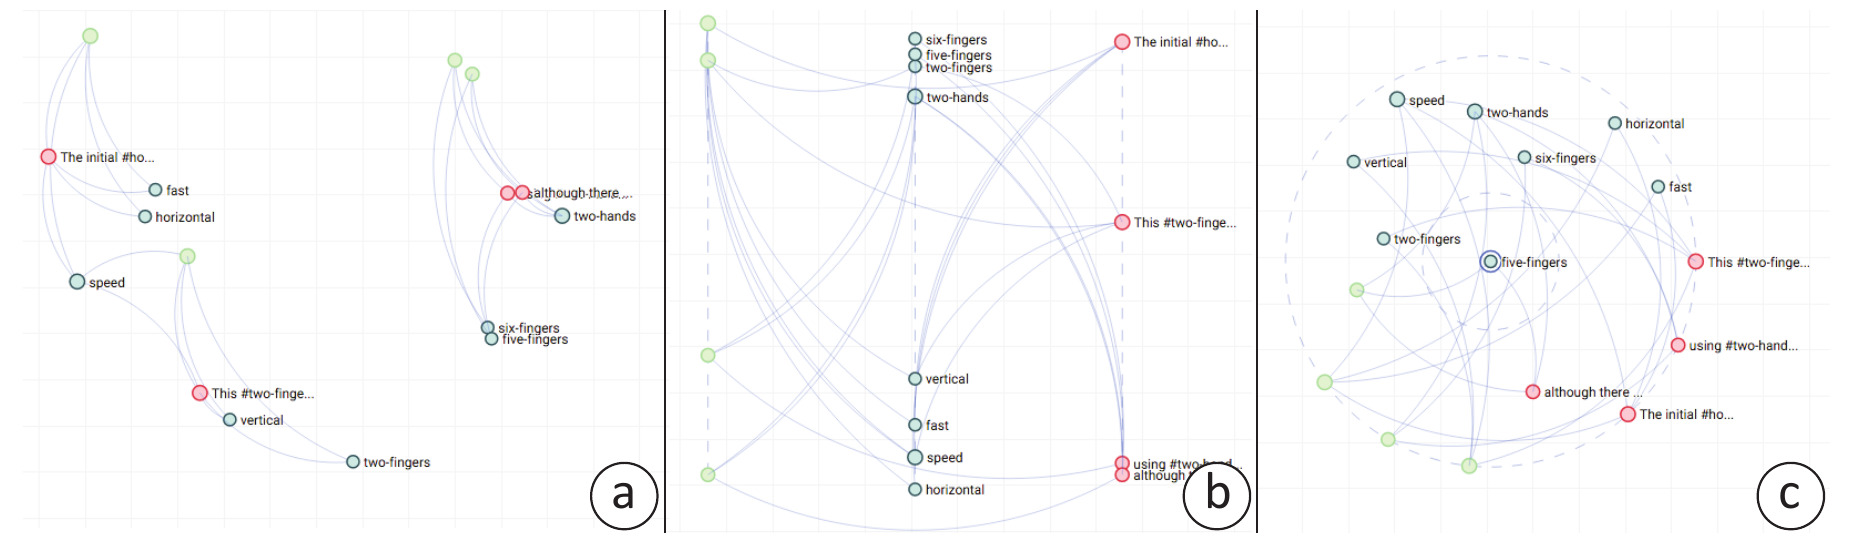 The initial #ho...
fast
horizontal
speed
although there ...
two-hands
six-fingers
five-fingers
This #two-finge...
vertical
two-fingers
a
six-fingers
five-fingers
two-fingers
two-hands
The initial #ho...
This #two-finge...
vertical
fast
speed
horizontal
using #two-hand...
although
b
speed
two-hands
horizontal
vertical
six-fingers
fast
two-fingers
five-fingers
This #two-finge...
using #two-hand...
although there ...
The initial #ho...
c